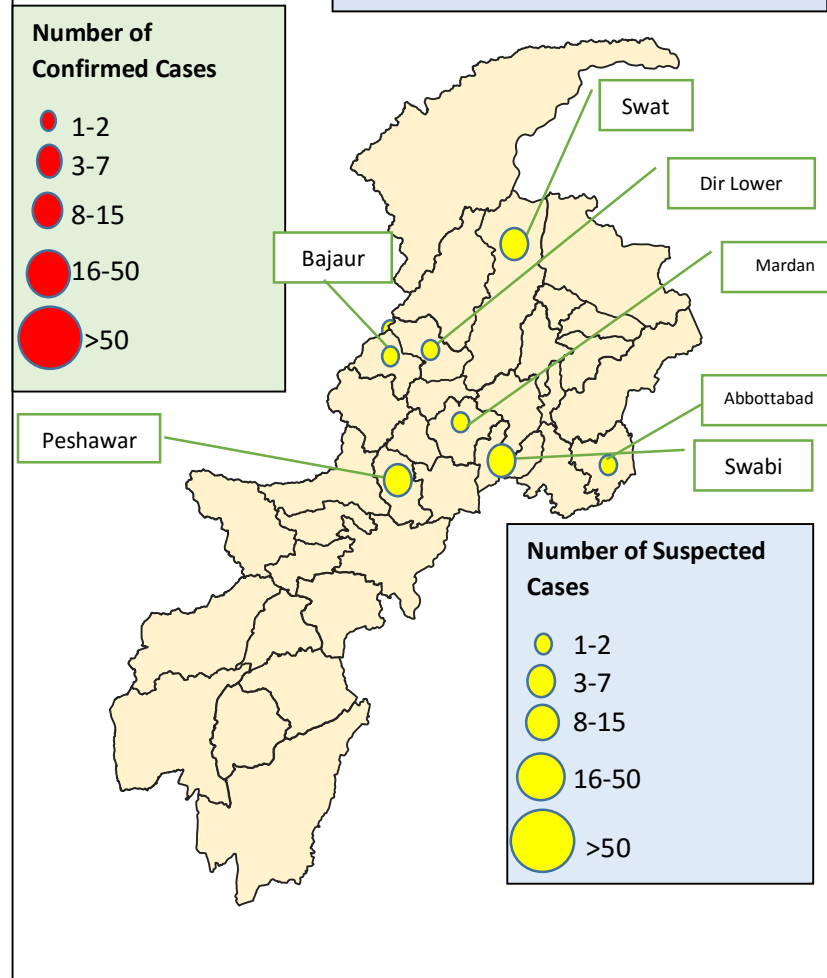 Number of
Confirmed Cases
1-2
3-7
8-15
16-50
>50
Swat
Dir Lower
Bajaur
Mardan
Abbottabad
Peshawar
Swabi
Number of Suspected
Cases
1-2
3-7
8-15
16-50
>50